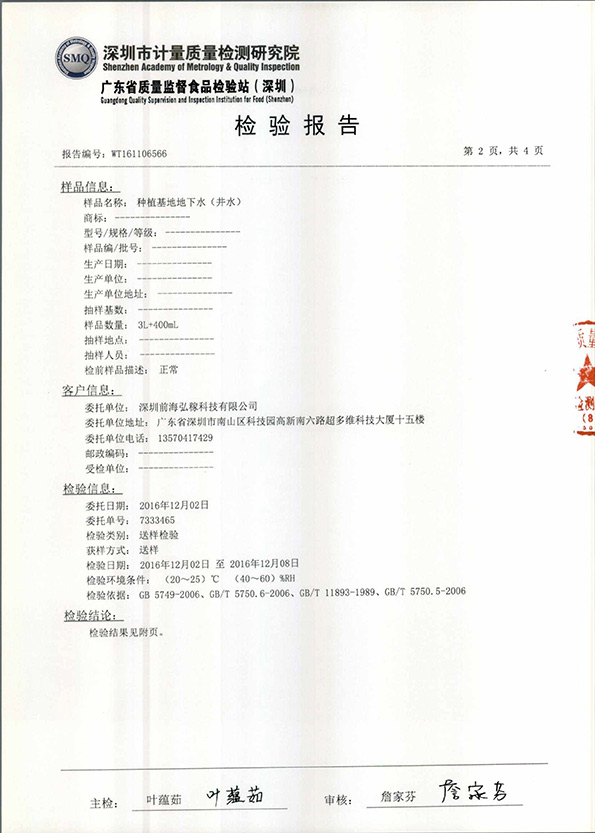 SMQ
深圳市计量质量检测研究院
Shenzhen Academy of Metrology & Quality Inspection
广东省质量监督食品检验站（深圳）
Guangdong Quality Supervision and Inspection Institution for Food (Shenzhen)
检验报告
报告编号：WT161106566
第 2 页，共 4 页
样品信息：
样品名称：种植基地地下水（井水）
商标：---------------
型号/规格/等级：---------------
样品编/批号：---------------
生产日期：---------------
生产单位：---------------
生产单位地址：---------------
抽样基数：---------------
样品数量：3L+400mL
抽样地点：---------------
抽样人员：---------------
检前样品描述：正常
客户信息：
委托单位：深圳前海弘稼科技有限公司
委托单位地址：广东省深圳市南山区科技园高新南六路超多维科技大厦十五楼
委托单位电话：13570417429
邮政编码：---------------
受检单位：---------------
检验信息：
委托日期：2016年12月02日
委托单号：7333465
检验类别：送样检验
获样方式：送样
检验日期：2016年12月02日 至 2016年12月08日
检验环境条件：（20～25）℃ （40～60）%RH
检验依据：GB 5749-2006、GB/T 5750.6-2006、GB/T 11893-1989、GB/T 5750.5-2006
检验结论：
检验结果见附页。
质量
检测
(8
主检：叶蕴茹 叶蕴茹
审核：詹家芬 詹家芬